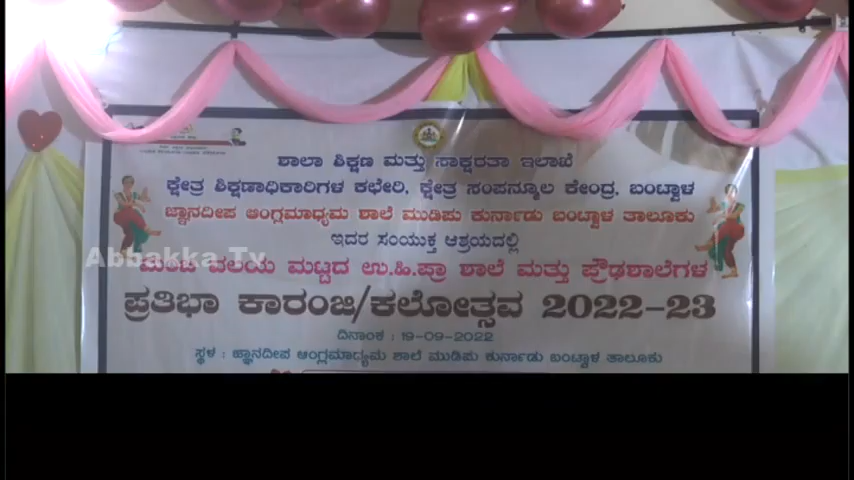 ಶಾಲಾ ಶಿಕ್ಷಣ ಮತ್ತು ಸಾಕ್ಷರತಾ ಇಲಾಖೆ
ಕ್ಷೇತ್ರ ಶಿಕ್ಷಣಾಧಿಕಾರಿಗಳ ಕಛೇರಿ, ಕ್ಷೇತ್ರ ಸಂಪನ್ಮೂಲ ಕೇಂದ್ರ, ಬಂಟ್ವಾಳ
ಜ್ಞಾನದೀಪ ಆಂಗ್ಲಮಾಧ್ಯಮ ಶಾಲೆ ಮುಡಿಪು ಕುರ್ನಾಡು ಬಂಟ್ವಾಳ ತಾಲೂಕು
ಇದರ ಸಂಯುಕ್ತ ಆಶ್ರಯದಲ್ಲಿ
Abbakka Tv
ವಲಯ ಮಟ್ಟದ ಉ.ಹಿ.ಪ್ರಾ ಶಾಲೆ ಮತ್ತು ಪ್ರೌಢಶಾಲೆಗಳ
ಪ್ರತಿಭಾ ಕಾರಂಜಿ/ಕಲೋತ್ಸವ 2022-23
ದಿನಾಂಕ : 19-09-2022
ಸ್ಥಳ : ಜ್ಞಾನದೀಪ ಆಂಗ್ಲಮಾಧ್ಯಮ ಶಾಲೆ ಮುಡಿಪು ಕುರ್ನಾಡು ಬಂಟ್ವಾಳ ತಾಲೂಕು